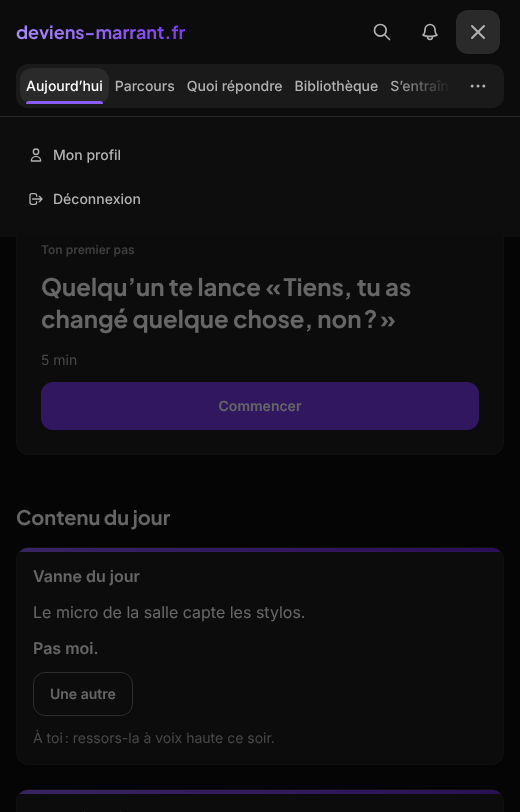 deviens-marrant.fr
Aujourd’hui Parcours Quoi répondre Bibliothèque S’entraîn
Mon profil
Déconnexion
Ton premier pas
Quelqu’un te lance « Tiens, tu as
changé quelque chose, non ? »
5 min
Commencer
Contenu du jour
Vanne du jour
Le micro de la salle capte les stylos.
Pas moi.
Une autre
À toi : ressors-la à voix haute ce soir.